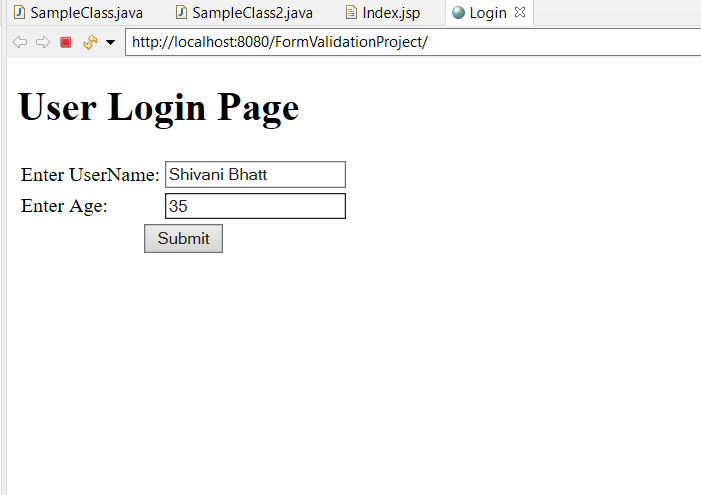 SampleClass.java SampleClass2.java Index.jsp Login
http://localhost:8080/FormValidationProject/
User Login Page
Enter UserName: Shivani Bhatt
Enter Age: 35
Submit